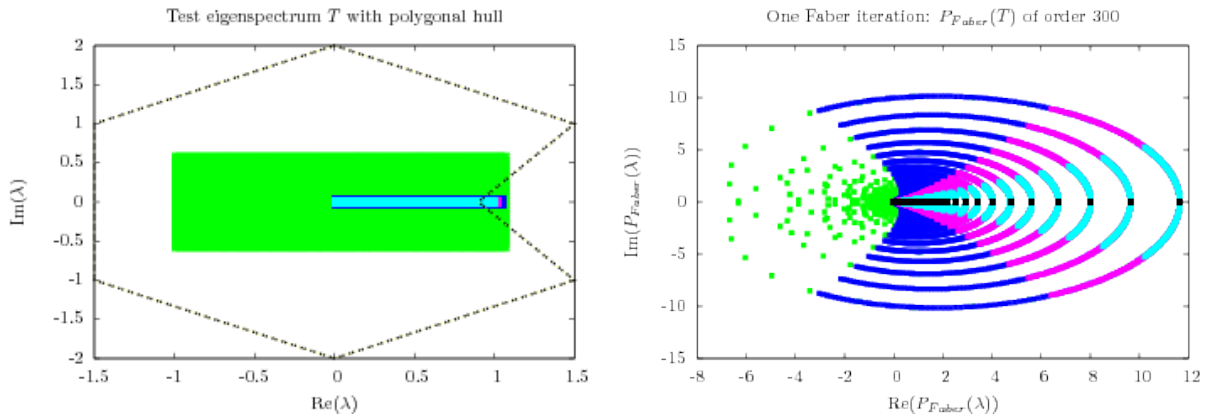 Test eigenspectrum T with polygonal hull
Im(λ)
2
1.5
1
0.5
0
-0.5
-1
-1.5
-2
-1.5 -1 -0.5 0 0.5 1 1.5
Re(λ)
One Faber iteration: P_Faber(T) of order 300
Im(P_Faber(λ))
15
10
5
0
-5
-10
-15
-8 -6 -4 -2 0 2 4 6 8 10 12
Re(P_Faber(λ))